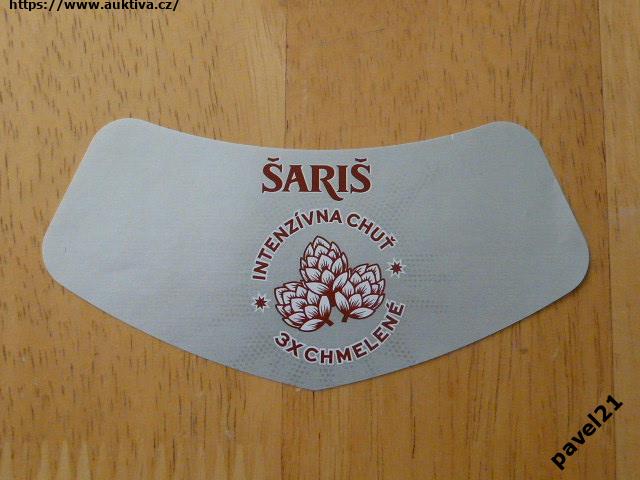 https://www.auktiva.cz/
ŠARIŠ
INTENZÍVNA CHUŤ
3X CHMELENÉ
pavel21